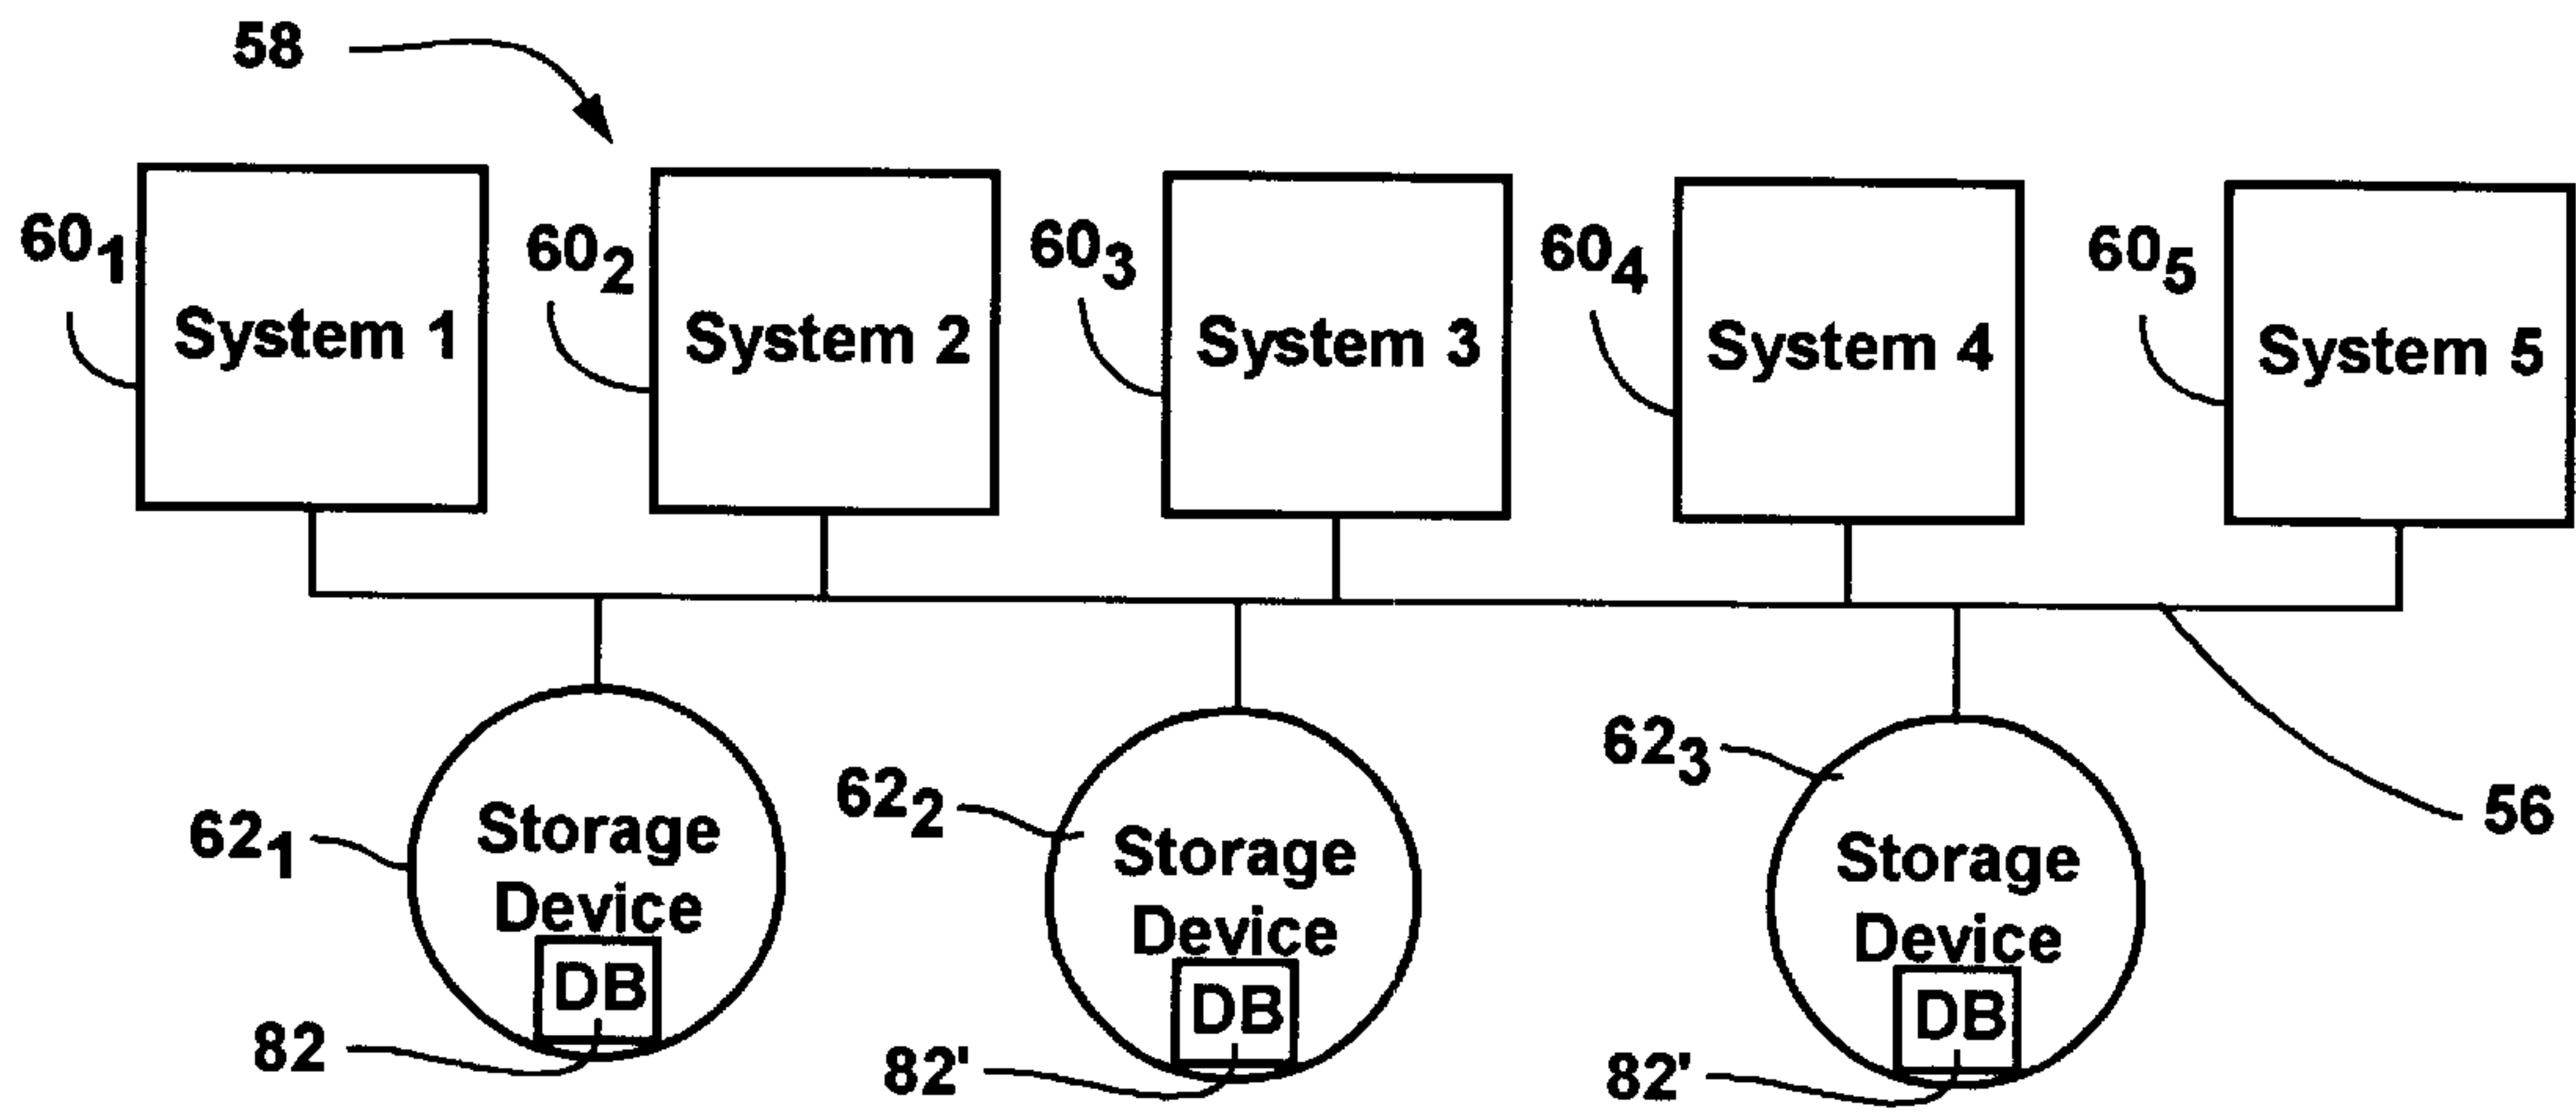 58
60₁
System 1
60₂
System 2
60₃
System 3
60₄
System 4
60₅
System 5
62₁
Storage
Device
DB
82
62₂
Storage
Device
DB
82'
62₃
Storage
Device
DB
82'
56